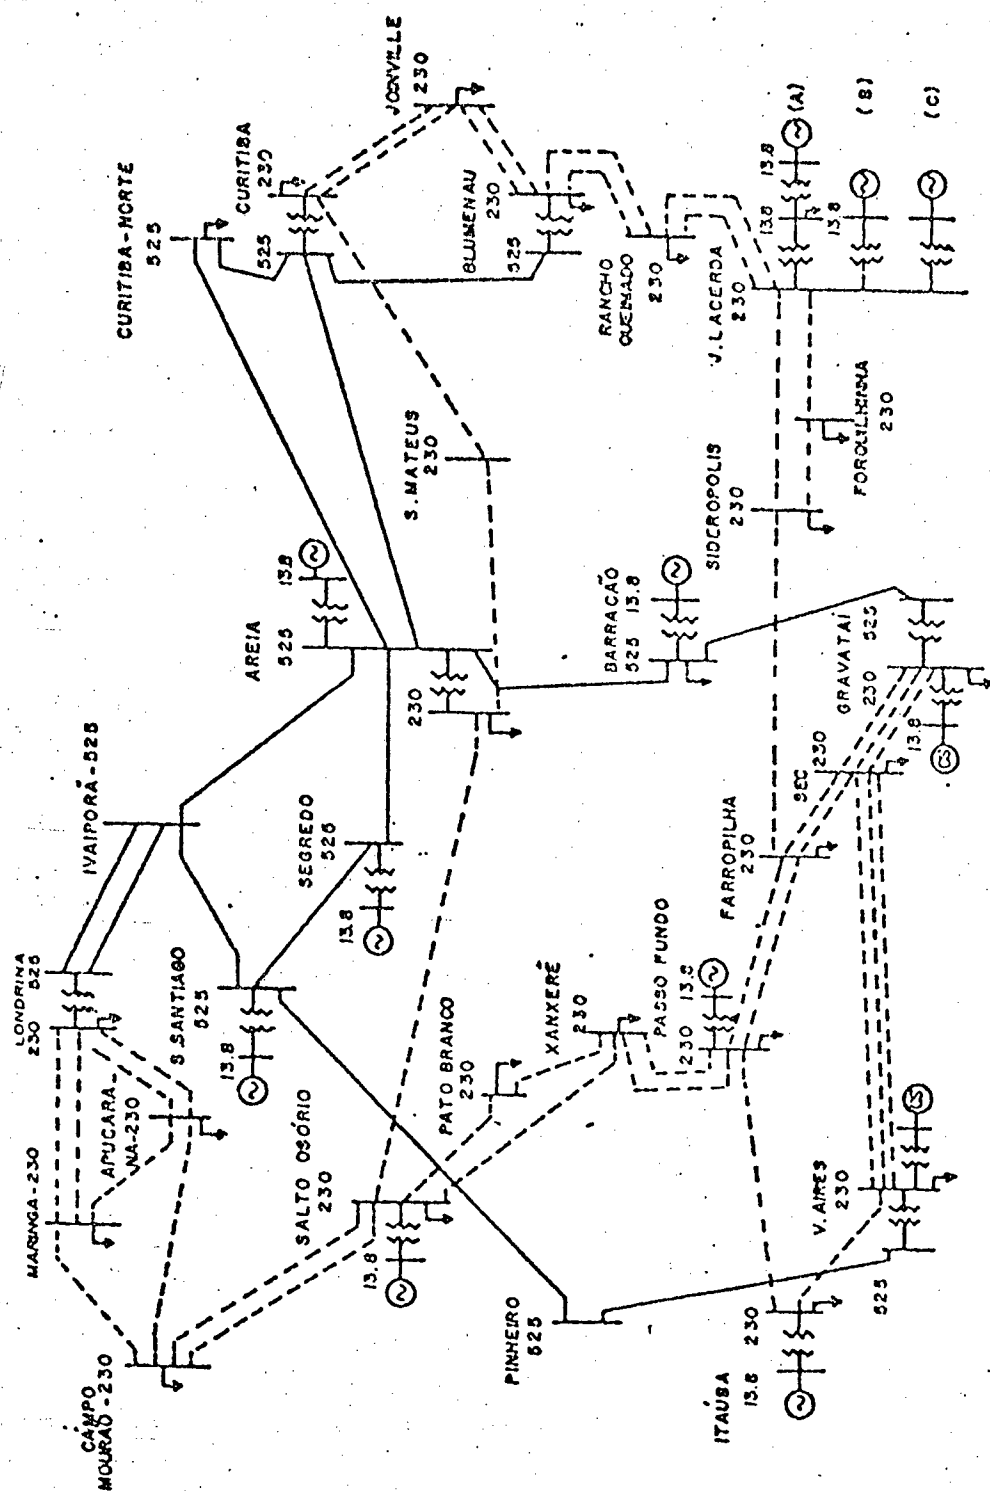 CAMPO
MOURÃO-230
MARINGA-230
APUCARA-
NA-230
LONDRINA
230
525
IVAIPORÃ-525
S.SANTIAGO
525
13.8
SEGREDO
525
13.8
AREIA
525
13.8
230
CURITIBA-NORTE
525
CURITIBA
230
525
JOINVILLE
230
BLUMENAU
230
525
S.MATEUS
230
RANCHO
QUEIMADO
230
J.LACERDA
230
13.8
13.8
(A)
13.8
(B)
(C)
FORQUILHINHA
230
SIDEROPOLIS
230
BARRACÃO
525
13.8
GRAVATAÍ
230
525
13.8
CS
SEC
230
FARROPILHA
230
PASSO FUNDO
230
13.8
XANXERÊ
230
PATO BRANCO
230
SALTO OSÓRIO
230
13.8
PINHEIRO
525
V.AIRES
230
525
CS
ITAÚBA
13.8
230